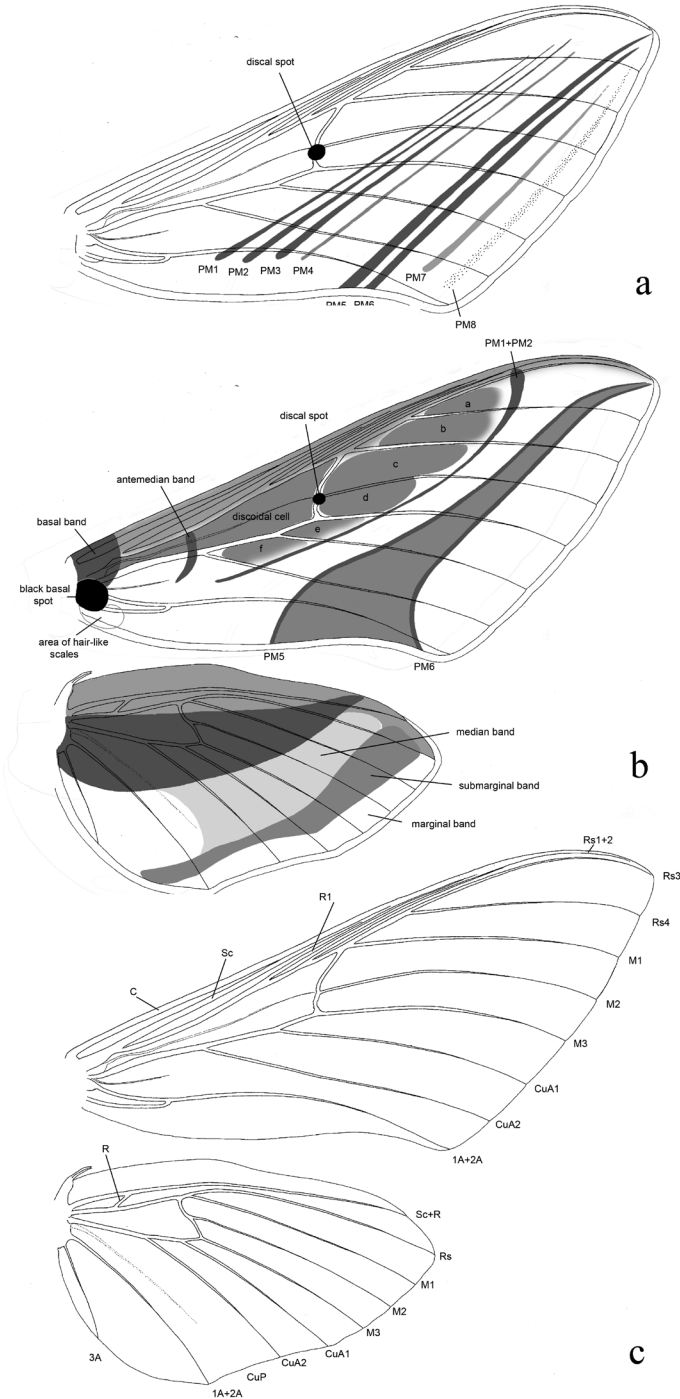 discal spot
PM1
PM2
PM3
PM4
PM5
PM6
PM7
PM8
a
PM1+PM2
discal spot
antemedian band
basal band
discoidal cell
a
b
c
d
e
f
black basal
spot
area of hair-like
scales
PM5
PM6
median band
submarginal band
marginal band
b
Rs1+2
Rs3
R1
Rs4
Sc
M1
C
M2
M3
CuA1
CuA2
1A+2A
R
Sc+R
Rs
M1
M2
M3
CuA1
CuA2
CuP
1A+2A
3A
c